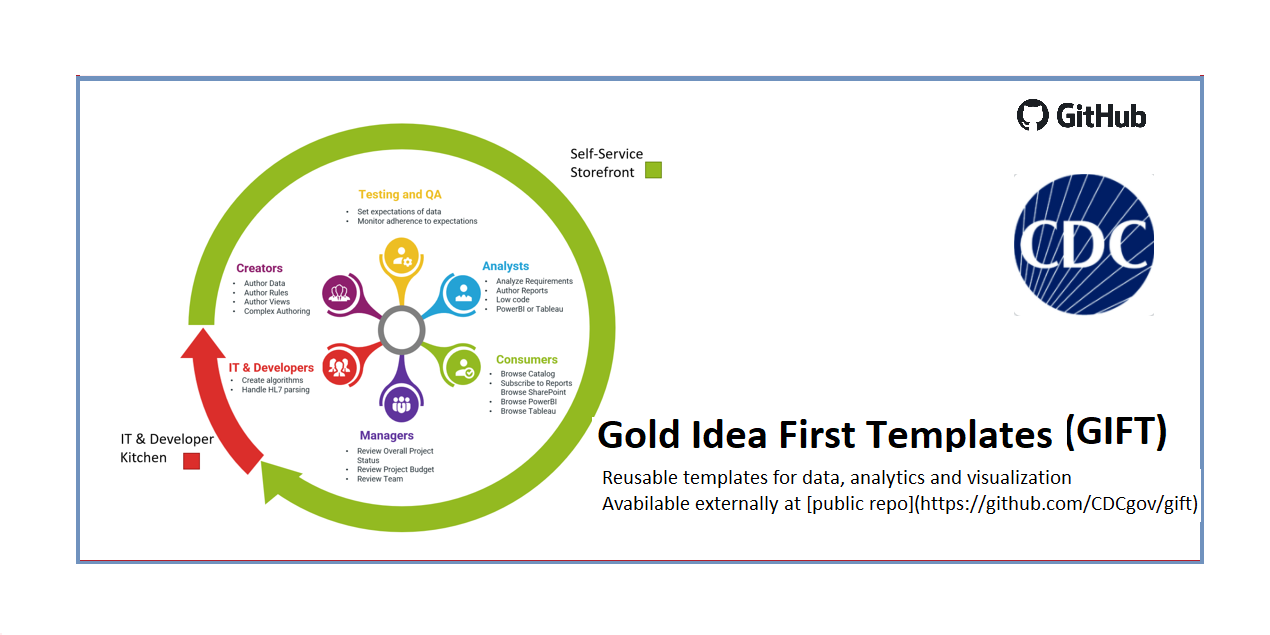 GitHub
CDC
Self-Service
Storefront
Testing and QA
• Set expectations of data
• Monitor adherence to expectations
Creators
• Author Data
• Author Rules
• Author Views
• Complex Authoring
Analysts
• Analyze Requirements
• Author Reports
• Low code
• PowerBI or Tableau
IT & Developers
• Create algorithms
• Handle HL7 parsing
Consumers
• Browse Catalog
• Subscribe to Reports
Browse SharePoint
• Browse PowerBI
• Browse Tableau
Managers
• Review Overall Project
Status
• Review Project Budget
• Review Team
IT & Developer
Kitchen
Gold Idea First Templates (GIFT)
Reusable templates for data, analytics and visualization
Avabilable externally at [public repo](https://github.com/CDCgov/gift)